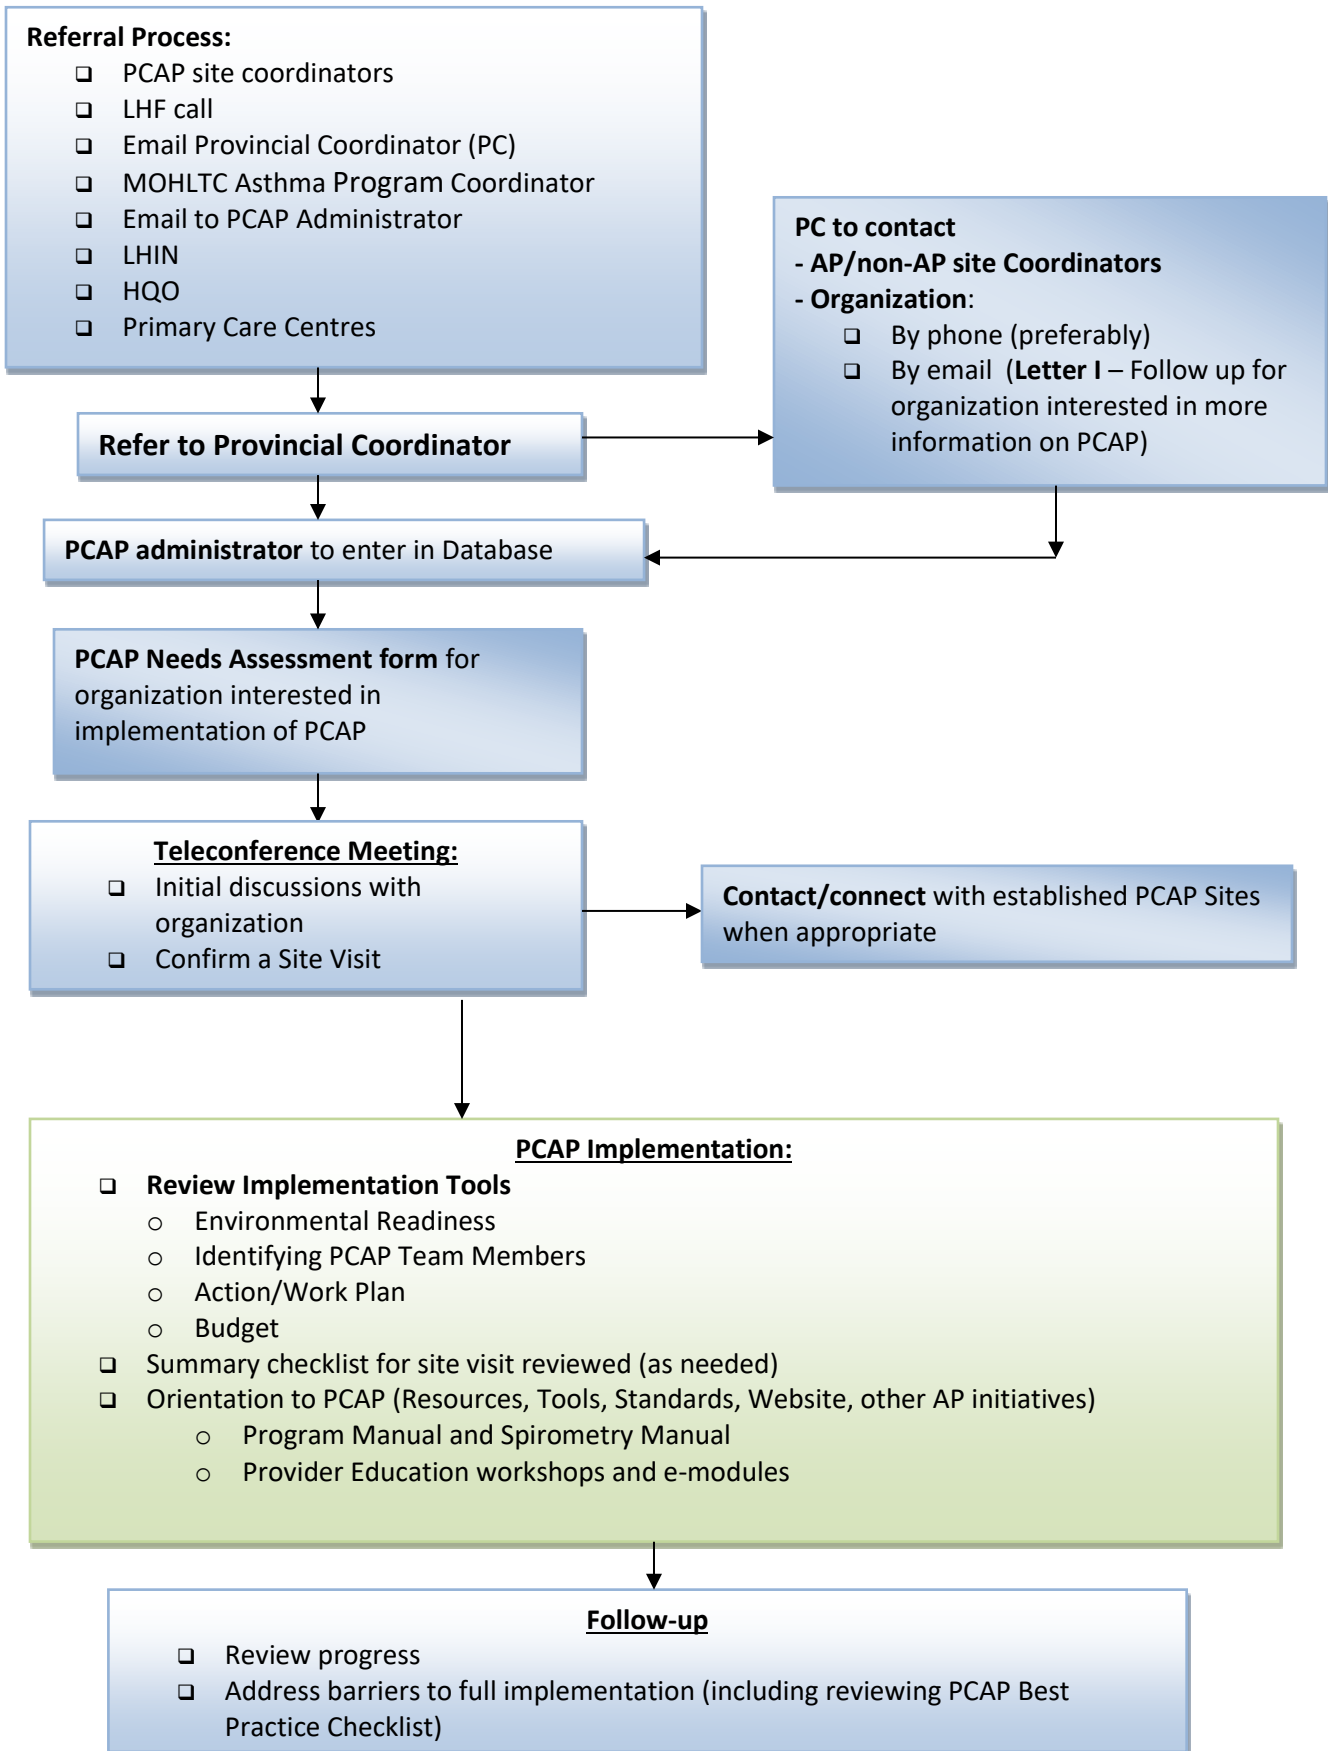 Referral Process:
❑ PCAP site coordinators
❑ LHF call
❑ Email Provincial Coordinator (PC)
❑ MOHLTC Asthma Program Coordinator
❑ Email to PCAP Administrator
❑ LHIN
❑ HQO
❑ Primary Care Centres
PC to contact
- AP/non-AP site Coordinators
- Organization:
❑ By phone (preferably)
❑ By email (Letter I – Follow up for
organization interested in more
information on PCAP)
Refer to Provincial Coordinator
PCAP administrator to enter in Database
PCAP Needs Assessment form for
organization interested in
implementation of PCAP
Teleconference Meeting:
❑ Initial discussions with
organization
❑ Confirm a Site Visit
Contact/connect with established PCAP Sites
when appropriate
PCAP Implementation:
❑ Review Implementation Tools
o Environmental Readiness
o Identifying PCAP Team Members
o Action/Work Plan
o Budget
❑ Summary checklist for site visit reviewed (as needed)
❑ Orientation to PCAP (Resources, Tools, Standards, Website, other AP initiatives)
o Program Manual and Spirometry Manual
o Provider Education workshops and e-modules
Follow-up
❑ Review progress
❑ Address barriers to full implementation (including reviewing PCAP Best
Practice Checklist)